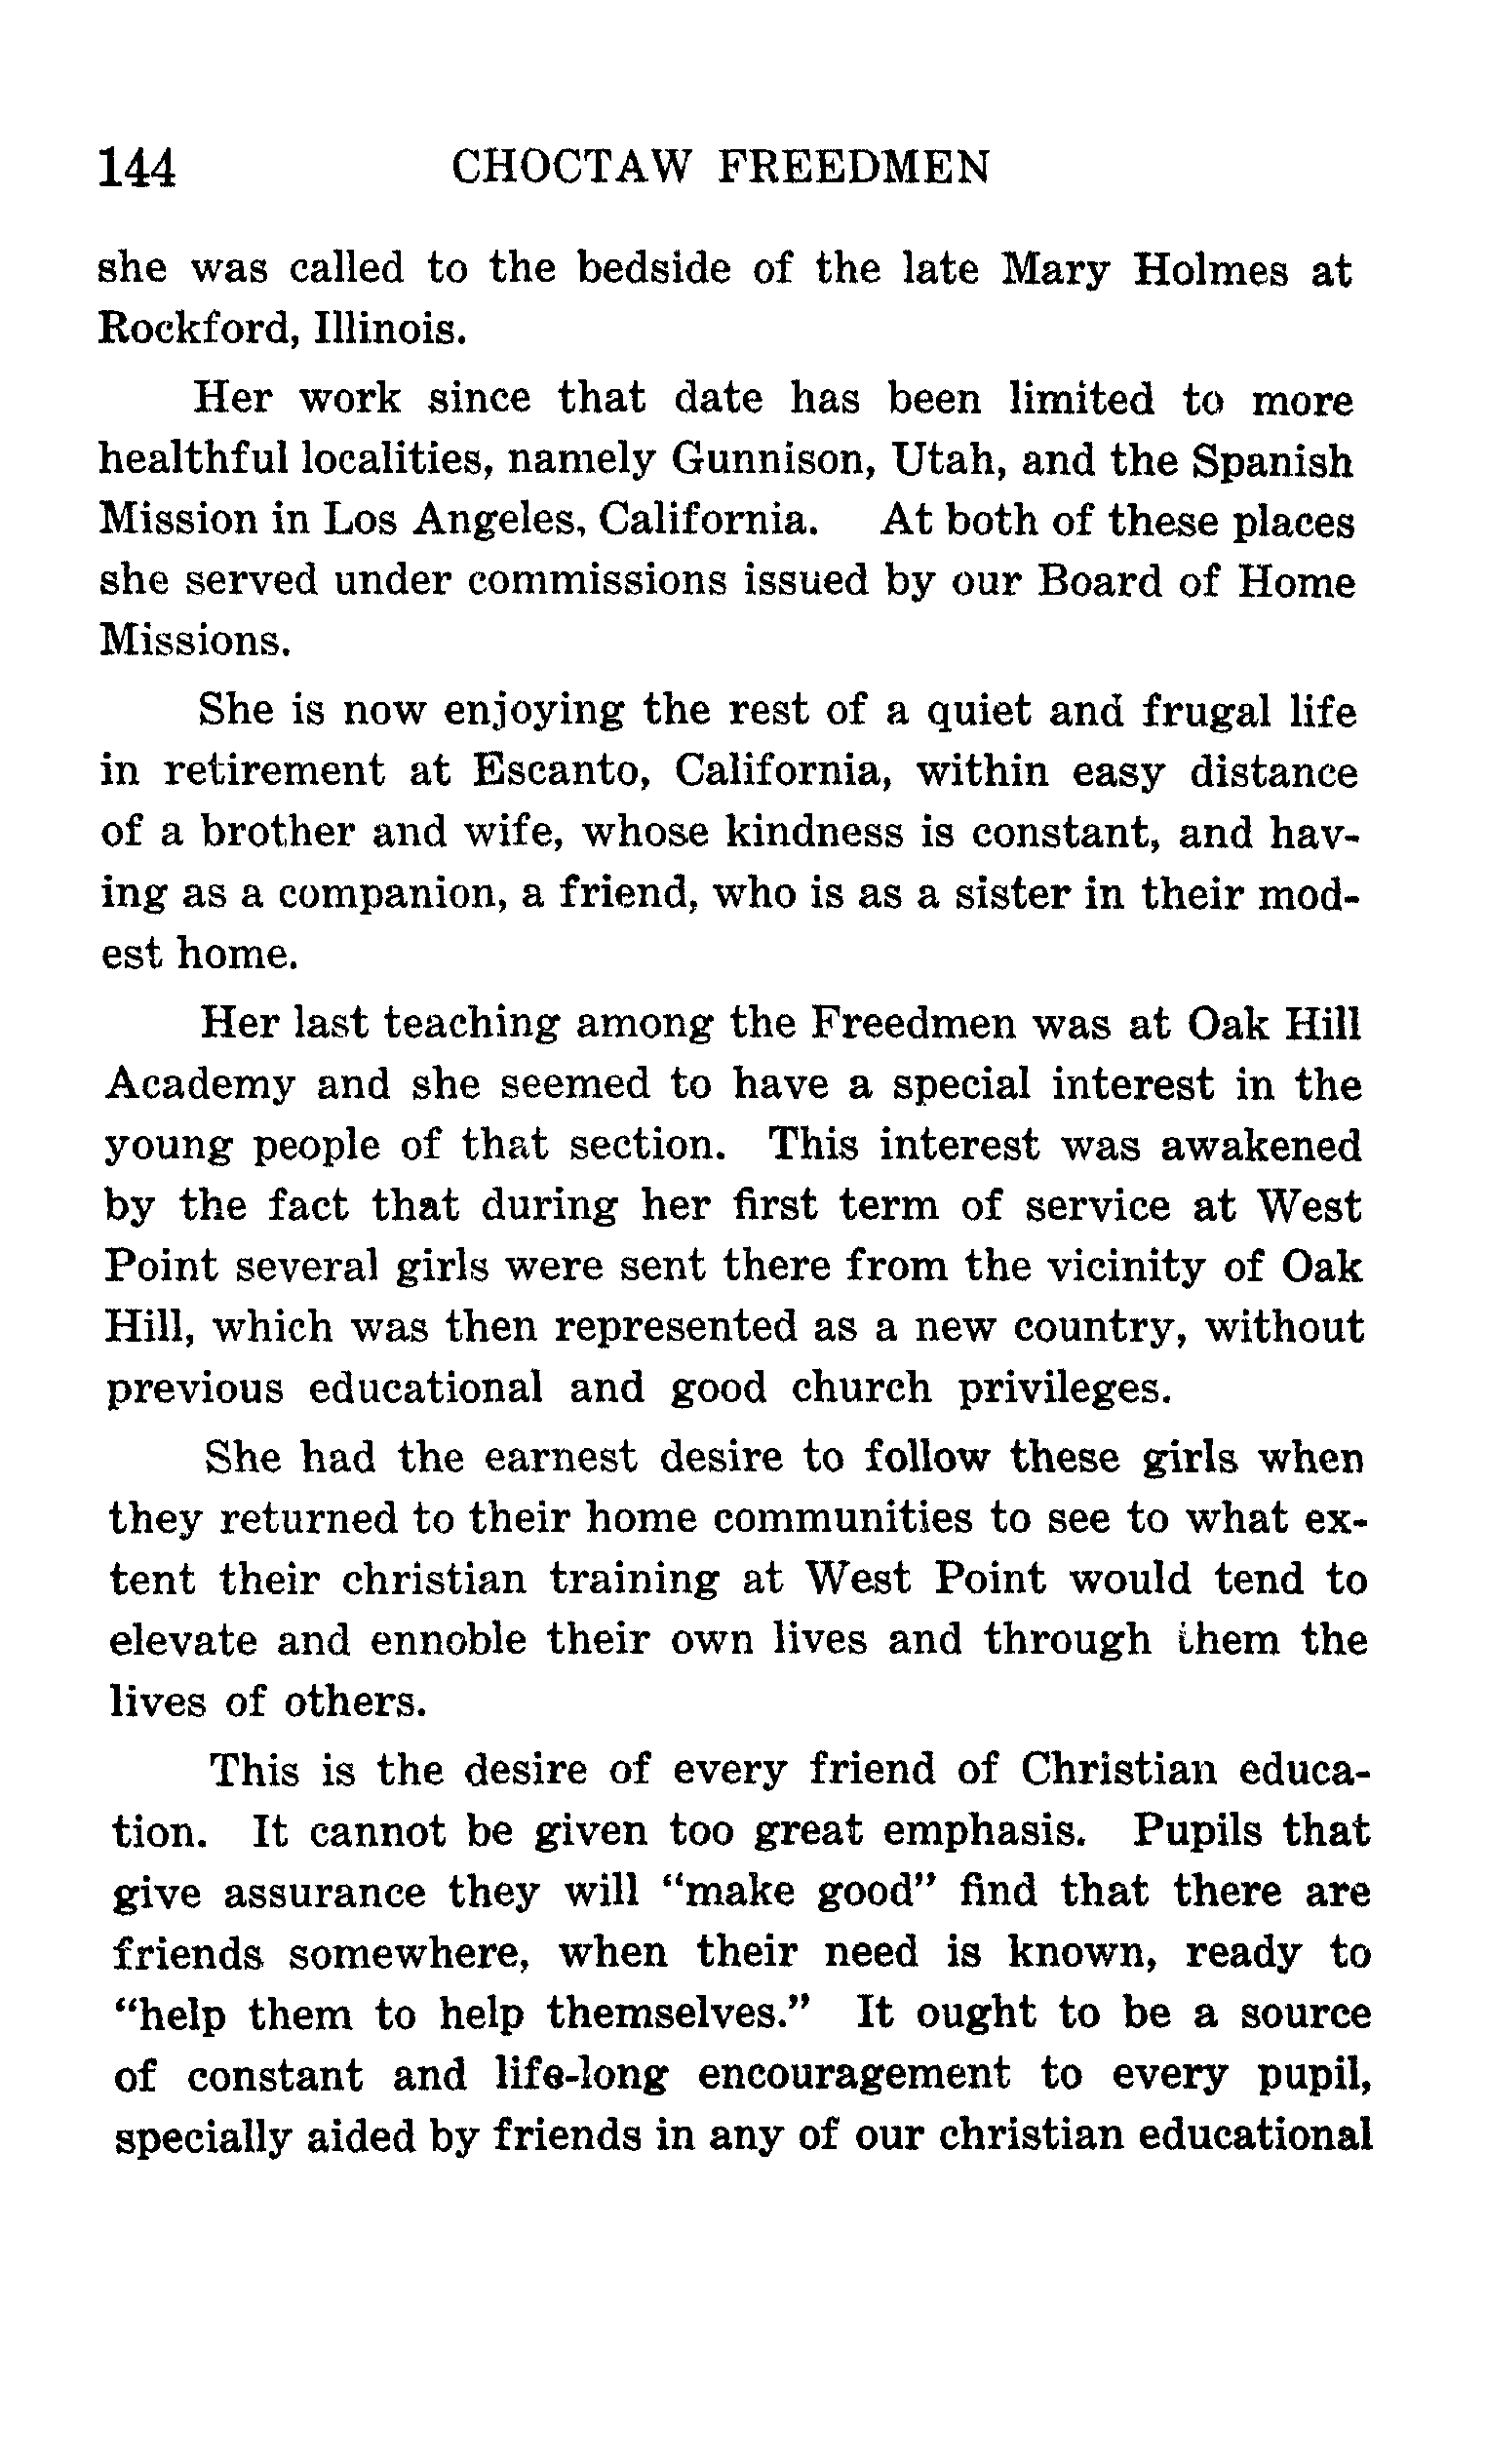 144 CHOCTAW FREEDMEN
she was called to the bedside of the late Mary Holmes at
Rockford, Illinois.
Her work since that date has been limited to more
healthful localities, namely Gunnison, Utah, and the Spanish
Mission in Los Angeles, California. At both of these places
she served under commissions issued by our Board of Home
Missions.
She is now enjoying the rest of a quiet and frugal life
in retirement at Escanto, California, within easy distance
of a brother and wife, whose kindness is constant, and hav-
ing as a companion, a friend, who is as a sister in their mod-
est home.
Her last teaching among the Freedmen was at Oak Hill
Academy and she seemed to have a special interest in the
young people of that section. This interest was awakened
by the fact that during her first term of service at West
Point several girls were sent there from the vicinity of Oak
Hill, which was then represented as a new country, without
previous educational and good church privileges.
She had the earnest desire to follow these girls when
they returned to their home communities to see to what ex-
tent their christian training at West Point would tend to
elevate and ennoble their own lives and through them the
lives of others.
This is the desire of every friend of Christian educa-
tion. It cannot be given too great emphasis. Pupils that
give assurance they will "make good" find that there are
friends somewhere, when their need is known, ready to
"help them to help themselves." It ought to be a source
of constant and life-long encouragement to every pupil,
specially aided by friends in any of our christian educational